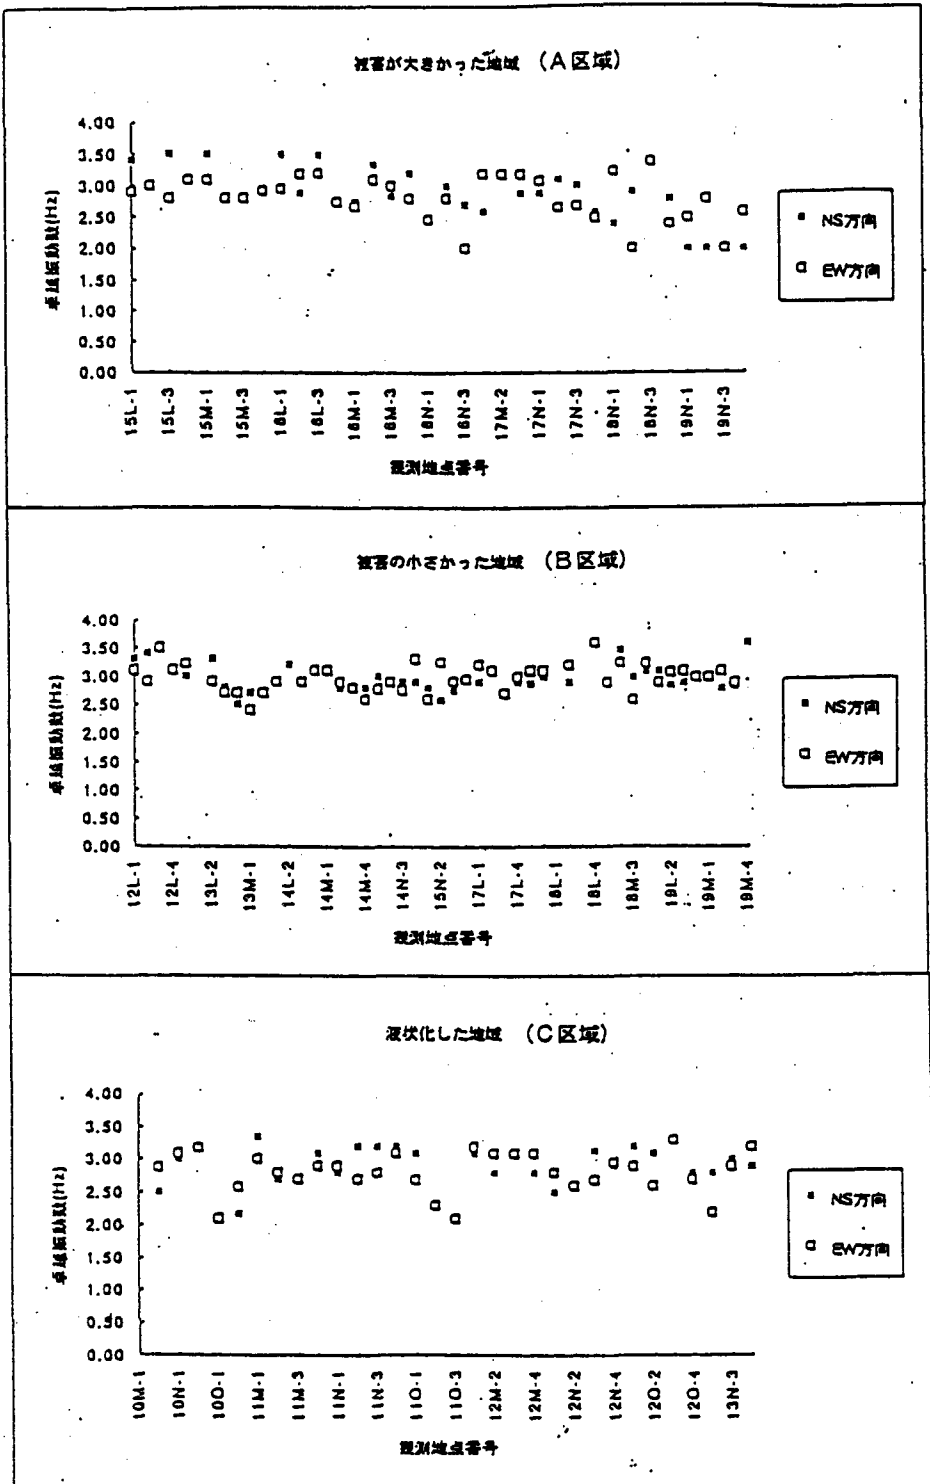 被害が大きかった地域 (A区域)
4.00
3.50
3.00
2.50
2.00
1.50
1.00
0.50
0.00
卓越振動数(Hz)
15L-1
15L-3
15M-1
15M-3
16L-1
16L-3
16M-1
16M-3
16N-1
16N-3
17M-2
17N-1
17N-3
18N-1
18N-3
19N-1
19N-3
観測地点番号
NS方向
EW方向
被害の小さかった地域 (B区域)
4.00
3.50
3.00
2.50
2.00
1.50
1.00
0.50
0.00
卓越振動数(Hz)
12L-1
12L-4
13L-2
13M-1
14L-2
14M-1
14M-4
14N-3
15N-2
17L-1
17L-4
18L-1
18L-4
18M-3
19L-2
19M-1
19M-4
観測地点番号
NS方向
EW方向
液状化した地域 (C区域)
4.00
3.50
3.00
2.50
2.00
1.50
1.00
0.50
0.00
卓越振動数(Hz)
10M-1
10N-1
10O-1
11M-1
11M-3
11N-1
11N-3
11O-1
11O-3
12M-2
12M-4
12N-2
12N-4
12O-2
12O-4
13N-3
観測地点番号
NS方向
EW方向